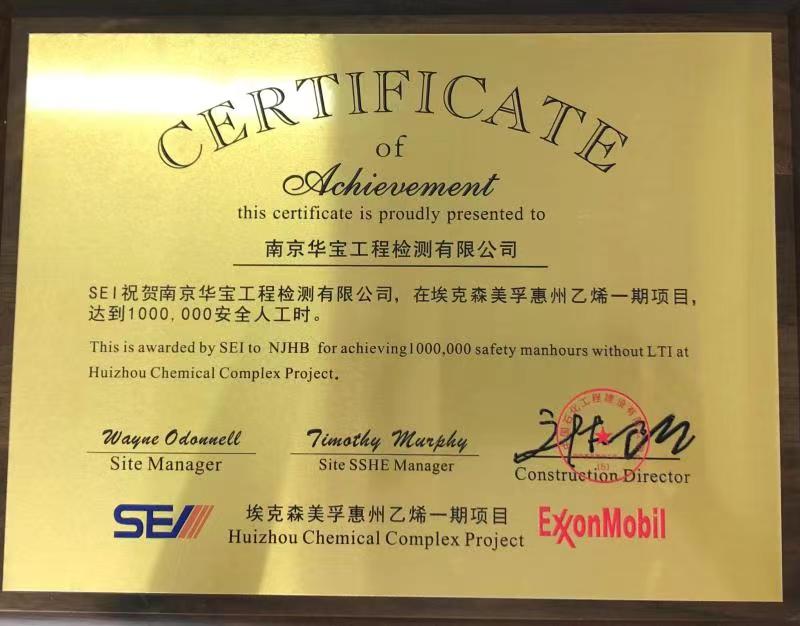 CERTIFICATE
of
Achievement
this certificate is proudly presented to
南京华宝工程检测有限公司
SEI祝贺南京华宝工程检测有限公司，在埃克森美孚惠州乙烯一期项目，
达到1000,000安全人工时。
This is awarded by SEI to NJHB for achieving1000,000 safety manhours without LTI at
Huizhou Chemical Complex Project.
Wayne Odonnell
Timothy Murphy
Site Manager
Site SSHE Manager
Construction Director
SEI
埃克森美孚惠州乙烯一期项目
Huizhou Chemical Complex Project
ExxonMobil